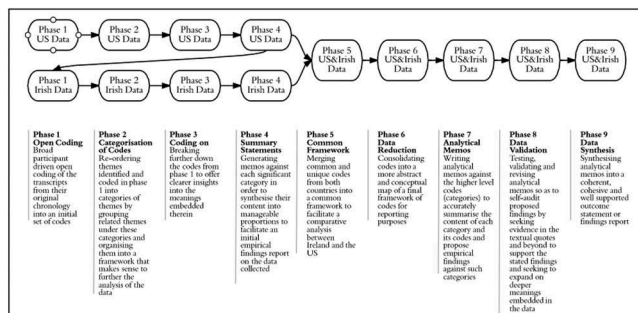 Phase 1
US Data
Phase 2
US Data
Phase 3
US Data
Phase 4
US Data
Phase 1
Irish Data
Phase 2
Irish Data
Phase 3
Irish Data
Phase 4
Irish Data
Phase 5
US&Irish
Data
Phase 6
US&Irish
Data
Phase 7
US&Irish
Data
Phase 8
US&Irish
Data
Phase 9
US&Irish
Data
Phase 1
Open Coding
Broad
participant
driven open
coding of the
transcripts
from their
original
chronology
into an initial
set of codes
Phase 2
Categorisation
of Codes
Re-ordering
themes
identified and
coded in phase
1 into
categories of
themes by
grouping
related themes
under these
categories and
organising
them into a
framework that
makes sense to
further the
analysis of the
data
Phase 3
Coding on
Breaking
further down
the codes from
phase 1 to offer
clearer insights
into the
meanings
embedded
therein
Phase 4
Summary
Statements
Generating
memos against
each significant
category in
order to
synthesise their
content into
manageable
proportions to
facilitate an
initial
empirical
findings report
on the data
collected
Phase 5
Common
Framework
Merging
common and
unique codes
from both
countries into
a common
framework to
facilitate a
comparative
analysis
between
Ireland and the
US
Phase 6
Data
Reduction
Consolidating
codes into a
more abstract
and conceptual
map of a final
framework of
codes for
reporting
purposes
Phase 7
Analytical
Memos
Writing
analytical
memos against
the higher level
codes
(categories) to
accurately
summarise the
content of each
category and
its codes and
propose
empirical
findings
against such
categories
Phase 8
Data
Validation
Testing,
validating and
revising
analytical
memos so as to
self-audit
proposed
findings by
seeking
evidence in the
textual quotes
and beyond to
support the
stated findings
and seeking to
expand on
deeper
meanings
embedded in
the data
Phase 9
Data
Synthesis
Synthesising
analytical
memos into a
coherent,
cohesive and
well supported
outcome
statement or
findings report